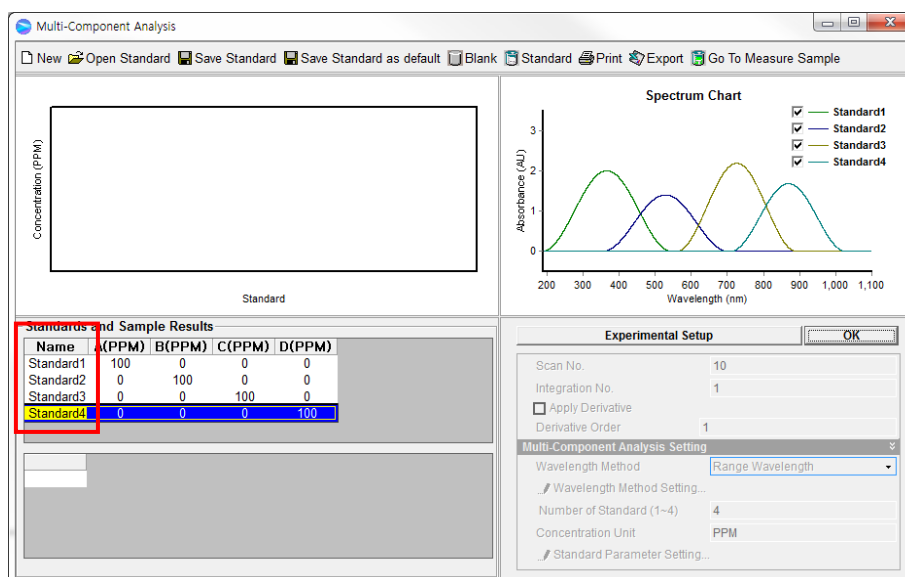 Multi-Component Analysis
New Open Standard Save Standard Save Standard as default Blank Standard Print Export Go To Measure Sample
Concentration (PPM)
Standard
Spectrum Chart
Standard1
Standard2
Standard3
Standard4
Absorbance (AU)
3
2
1
0
200 300 400 500 600 700 800 900 1,000 1,100
Wavelength (nm)
Standards and Sample Results
Name A(PPM) B(PPM) C(PPM) D(PPM)
Standard1 100 0 0 0
Standard2 0 100 0 0
Standard3 0 0 100 0
Standard4 0 0 0 100
Experimental Setup OK
Scan No. 10
Integration No. 1
Apply Derivative
Derivative Order 1
Multi-Component Analysis Setting
Wavelength Method Range Wavelength
Wavelength Method Setting...
Number of Standard (1~4) 4
Concentration Unit PPM
Standard Parameter Setting...